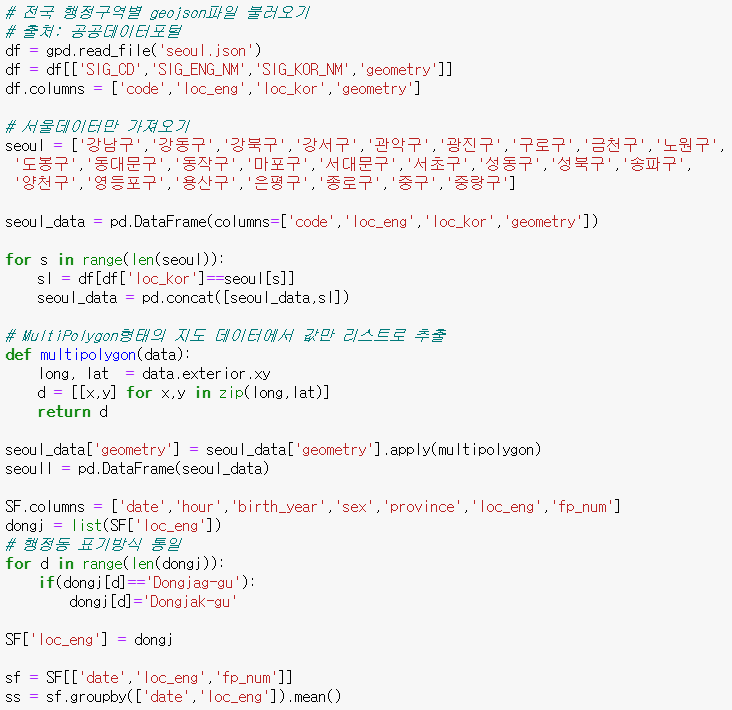 # 전국 행정구역별 geojson파일 불러오기
# 출처: 공공데이터포털
df = gpd.read_file('seoul.json')
df = df[['SIG_CD','SIG_ENG_NM','SIG_KOR_NM','geometry']]
df.columns = ['code','loc_eng','loc_kor','geometry']

# 서울데이터만 가져오기
seoul = ['강남구','강동구','강북구','강서구','관악구','광진구','구로구','금천구','노원구',
 '도봉구','동대문구','동작구','마포구','서대문구','서초구','성동구','성북구','송파구',
 '양천구','영등포구','용산구','은평구','종로구','중구','중랑구']

seoul_data = pd.DataFrame(columns=['code','loc_eng','loc_kor','geometry'])

for s in range(len(seoul)):
    sl = df[df['loc_kor']==seoul[s]]
    seoul_data = pd.concat([seoul_data,sl])

# MultiPolygon형태의 지도 데이터에서 값만 리스트로 추출
def multipolygon(data):
    long, lat  = data.exterior.xy
    d = [[x,y] for x,y in zip(long,lat)]
    return d

seoul_data['geometry'] = seoul_data['geometry'].apply(multipolygon)
seoull = pd.DataFrame(seoul_data)

SF.columns = ['date','hour','birth_year','sex','province','loc_eng','fp_num']
dongj = list(SF['loc_eng'])
# 행정동 표기방식 통일
for d in range(len(dongj)):
    if(dongj[d]=='Dongjag-gu'):
        dongj[d]='Dongjak-gu'

SF['loc_eng'] = dongj

sf = SF[['date','loc_eng','fp_num']]
ss = sf.groupby(['date','loc_eng']).mean()